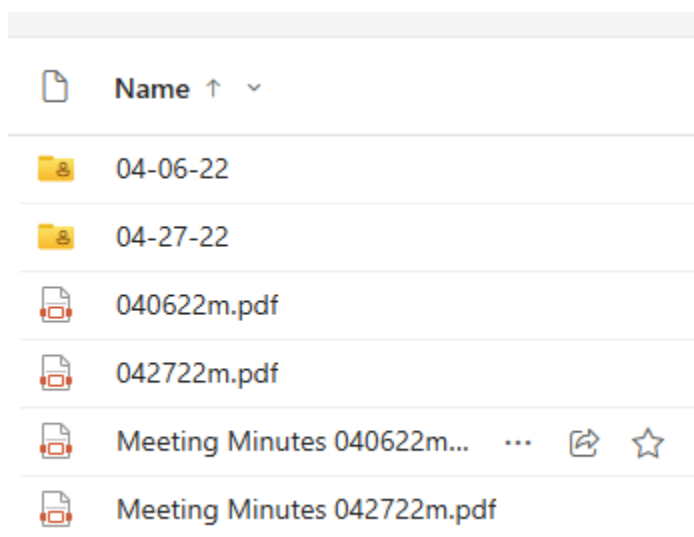 Name
04-06-22
04-27-22
040622m.pdf
042722m.pdf
Meeting Minutes 040622m...
Meeting Minutes 042722m.pdf